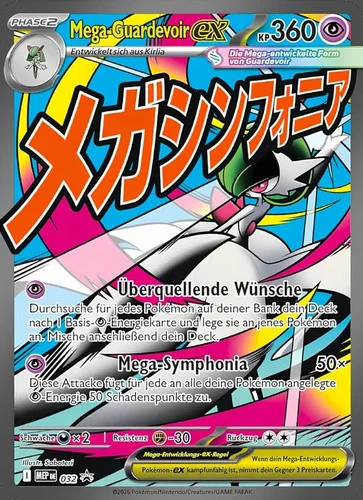 PHASE2 Mega-Guardevoir ex KP 360
Entwickelt sich aus Kirlia
Die Mega-entwickelte Form
von Guardevoir
メガシンフォニア
Überquellende Wünsche
Durchsuche für jedes Pokémon auf deiner Bank dein Deck
nach 1 Basis-Energiekarte und lege sie an jenes Pokémon
an. Mische anschließend dein Deck.
Mega-Symphonia 50×
Diese Attacke fügt für jede an alle deine Pokémon angelegte
-Energie 50 Schadenspunkte zu.
Schwäche ×2 Resistenz -30 Rückzug
Illustr. Saboteri
Mega-Entwicklungs-ex-Regel
I MEP DE 032
Wenn dein Mega-Entwicklungs-
Pokémon-ex kampfunfähig ist, nimmt dein Gegner 3 Preiskarten.
©2025 Pokémon/Nintendo/Creatures/GAME FREAK